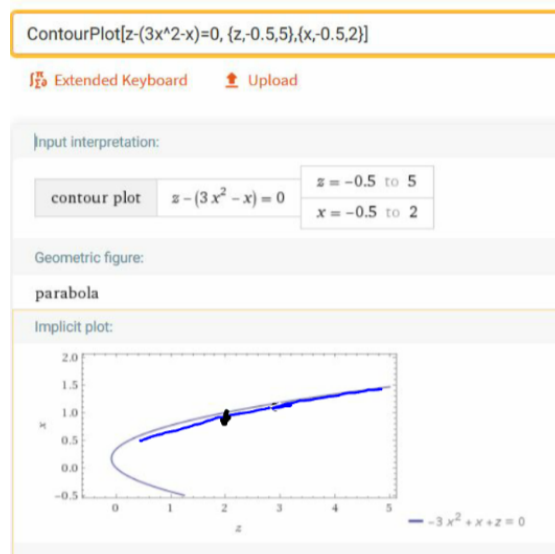 ContourPlot[z-(3x^2-x)=0, {z,-0.5,5},{x,-0.5,2}]
Extended Keyboard Upload
Input interpretation:
contour plot z − (3 x² − x) = 0 z = −0.5 to 5
x = −0.5 to 2
Geometric figure:
parabola
Implicit plot:
2.0
1.5
1.0
x
0.5
0.0
−0.5
0 1 2 3 4 5
z
−3 x² + x + z = 0